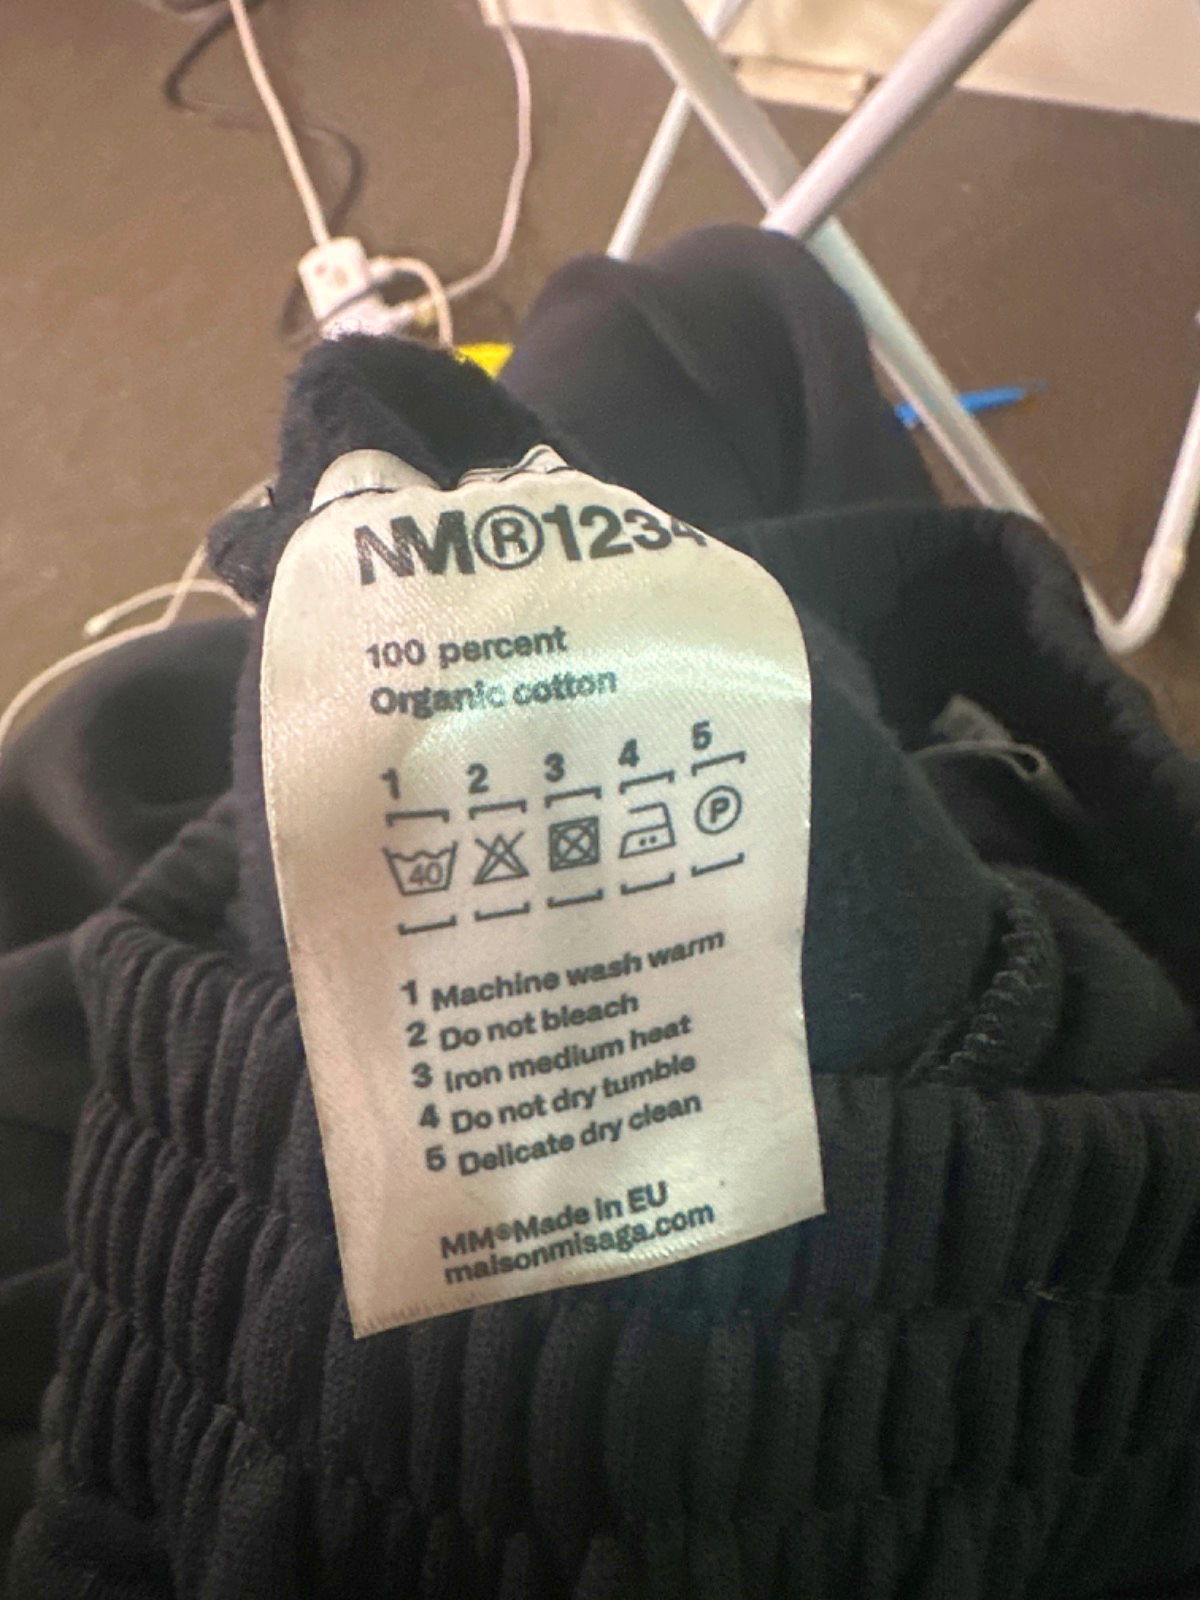 MM®1234
100 percent
Organic cotton
1 2 3 4 5
40 P
1 Machine wash warm
2 Do not bleach
3 Iron medium heat
4 Do not dry tumble
5 Delicate dry clean
MM®Made in EU
maisonmisaga.com